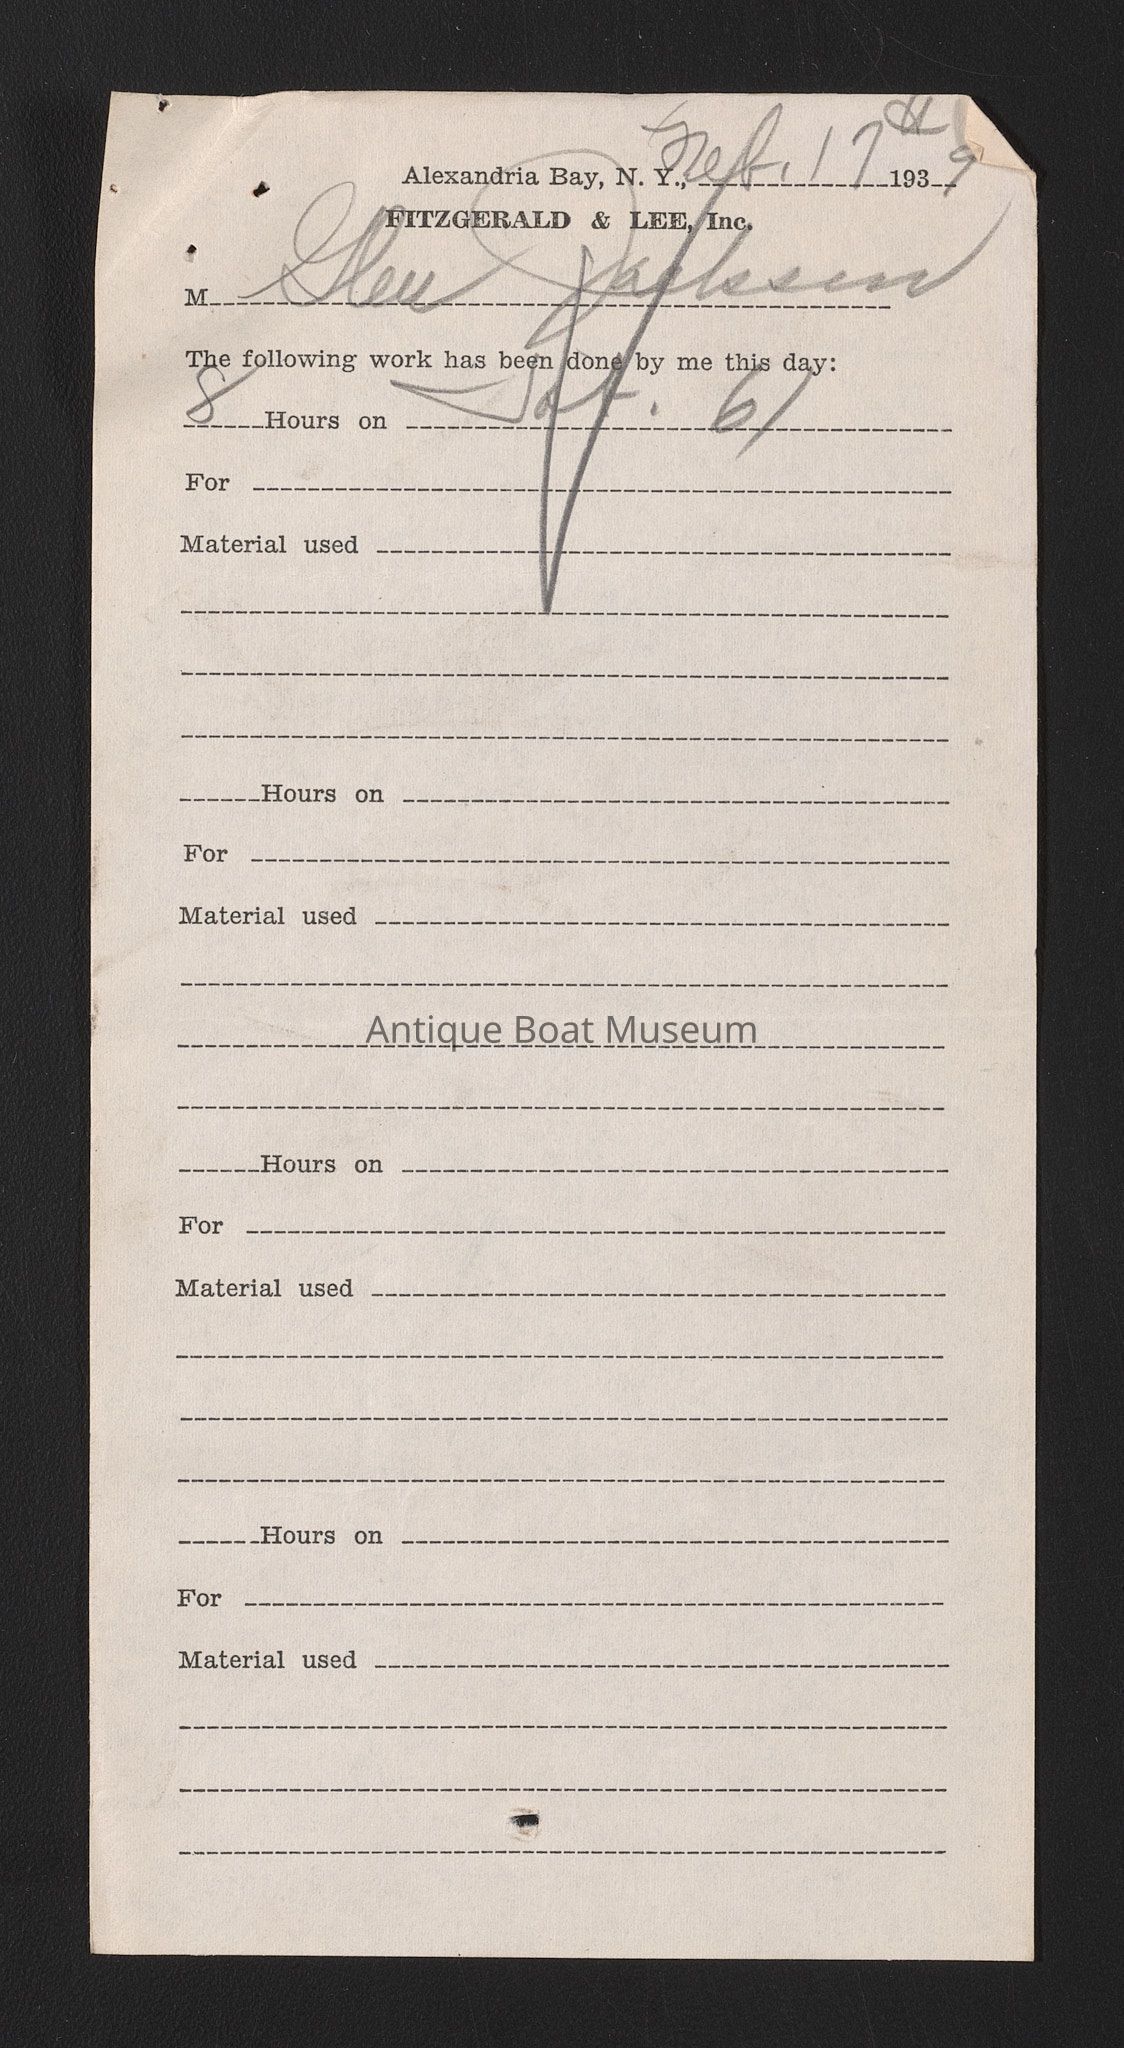 Alexandria Bay, N. Y., Feb. 17th 1939
FITZGERALD & LEE, Inc.
M Glen Jackson
The following work has been done by me this day:
8 Hours on Jot. 61
For
Material used
Hours on
For
Material used
Antique Boat Museum
Hours on
For
Material used
Hours on
For
Material used